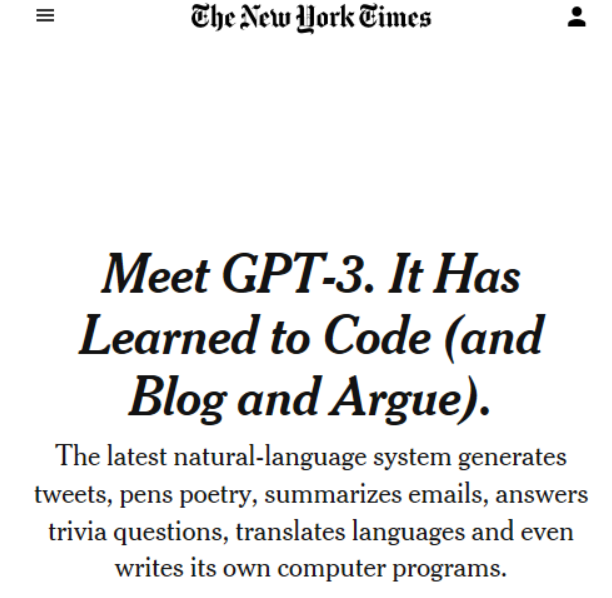 The New York Times
Meet GPT-3. It Has
Learned to Code (and
Blog and Argue).
The latest natural-language system generates
tweets, pens poetry, summarizes emails, answers
trivia questions, translates languages and even
writes its own computer programs.